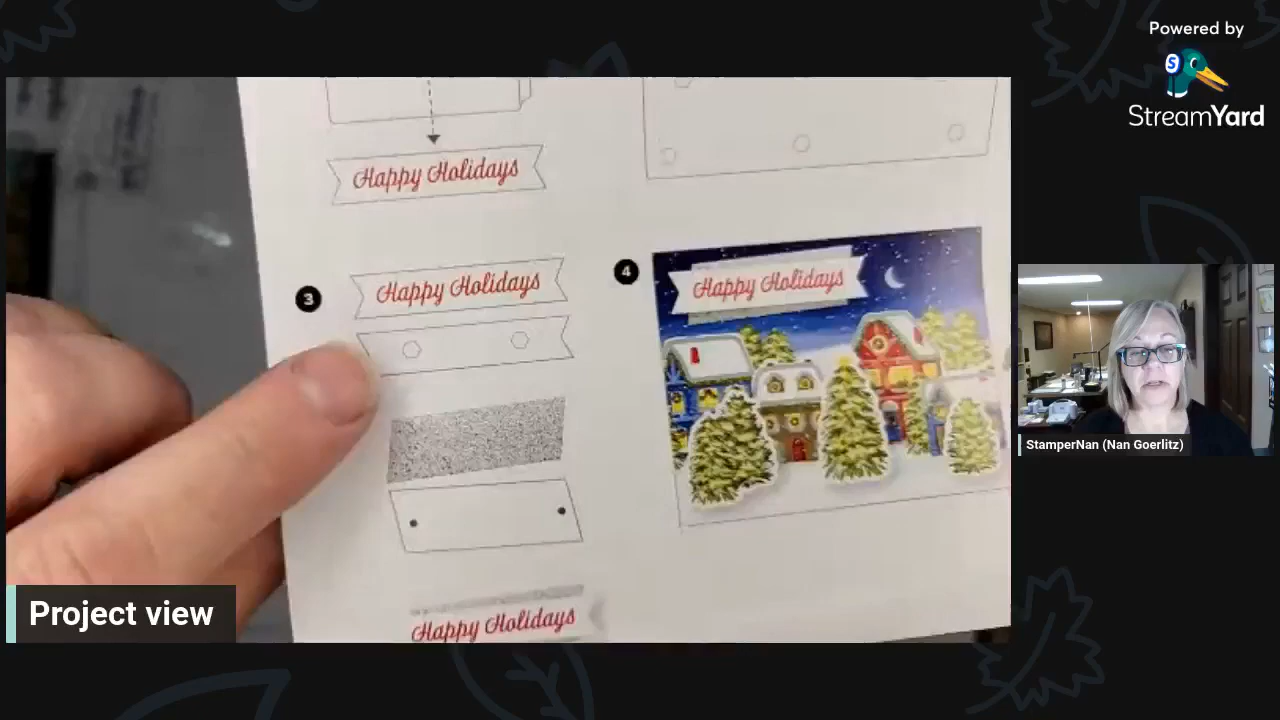 Powered by
S
StreamYard
Happy Holidays
3
Happy Holidays
4
Happy Holidays
Happy Holidays
StamperNan (Nan Goerlitz)
Project view